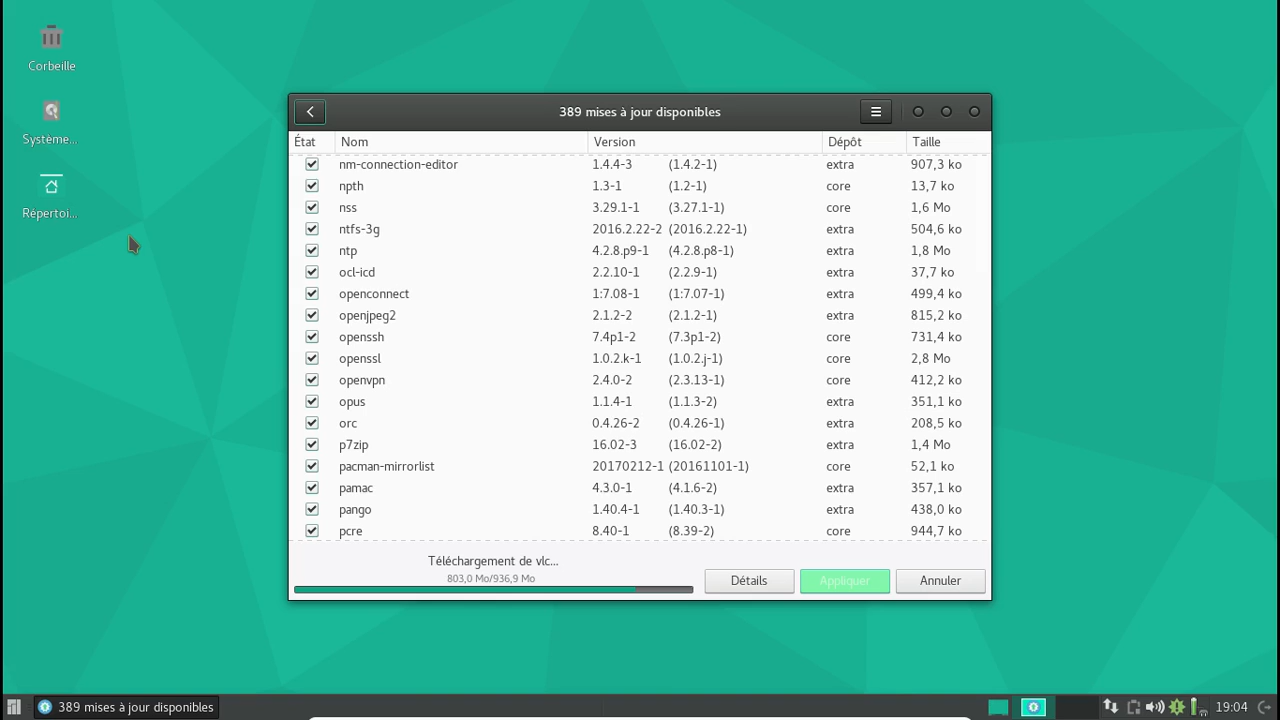 Corbeille
Système...
Répertoi...
389 mises à jour disponibles
État Nom Version Dépôt Taille
nm-connection-editor 1.4.4-3 (1.4.2-1) extra 907,3 ko
npth 1.3-1 (1.2-1) core 13,7 ko
nss 3.29.1-1 (3.27.1-1) core 1,6 Mo
ntfs-3g 2016.2.22-2 (2016.2.22-1) extra 504,6 ko
ntp 4.2.8.p9-1 (4.2.8.p8-1) extra 1,8 Mo
ocl-icd 2.2.10-1 (2.2.9-1) extra 37,7 ko
openconnect 1:7.08-1 (1:7.07-1) extra 499,4 ko
openjpeg2 2.1.2-2 (2.1.2-1) extra 815,2 ko
openssh 7.4p1-2 (7.3p1-2) core 731,4 ko
openssl 1.0.2.k-1 (1.0.2.j-1) core 2,8 Mo
openvpn 2.4.0-2 (2.3.13-1) core 412,2 ko
opus 1.1.4-1 (1.1.3-2) extra 351,1 ko
orc 0.4.26-2 (0.4.26-1) extra 208,5 ko
p7zip 16.02-3 (16.02-2) extra 1,4 Mo
pacman-mirrorlist 20170212-1 (20161101-1) core 52,1 ko
pamac 4.3.0-1 (4.1.6-2) extra 357,1 ko
pango 1.40.4-1 (1.40.3-1) extra 438,0 ko
pcre 8.40-1 (8.39-2) core 944,7 ko
Téléchargement de vlc...
803,0 Mo/936,9 Mo
Détails Appliquer Annuler
389 mises à jour disponibles 19:04